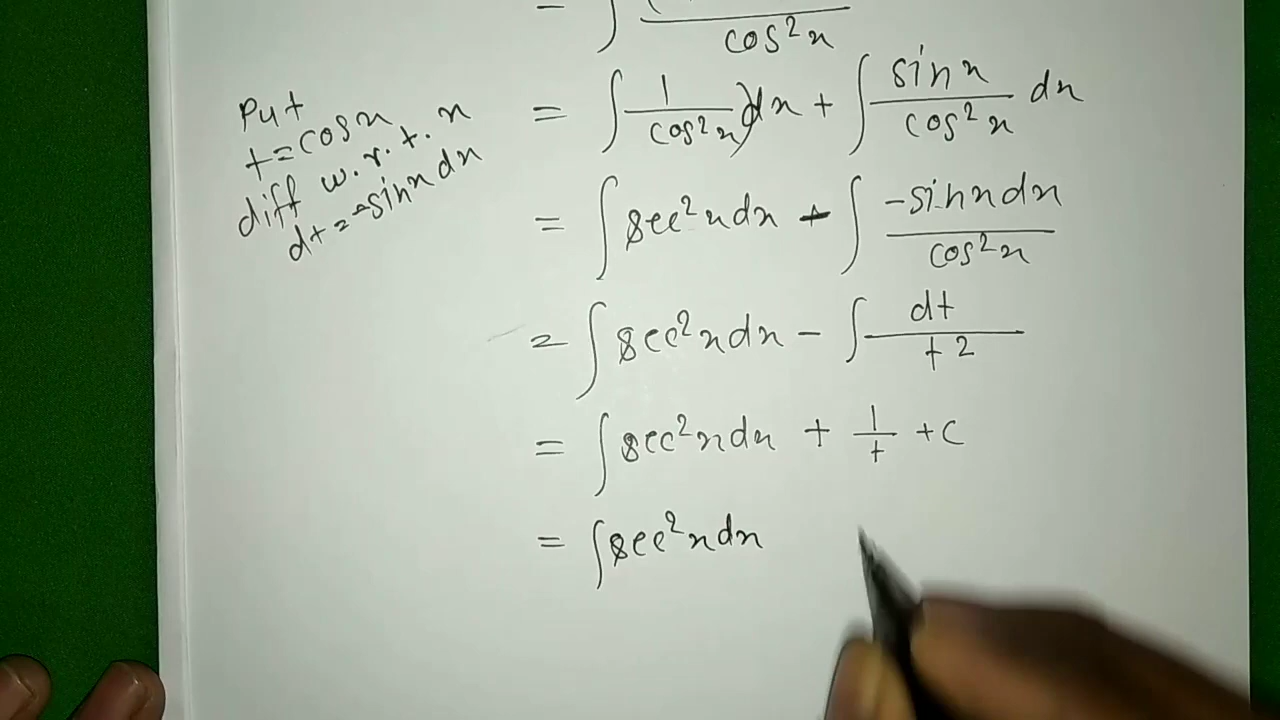 = ∫ / cos²x
= ∫ 1/cos²x dx + ∫ sinx/cos²x dx
= ∫ sec²x dx - ∫ -sinx dx/cos²x
= ∫ sec²x dx - ∫ dt/t²
= ∫ sec²x dx + 1/t + c
= ∫ sec²x dx
Put
t = cosx
diff w.r.t. x
dt = -sinx dx